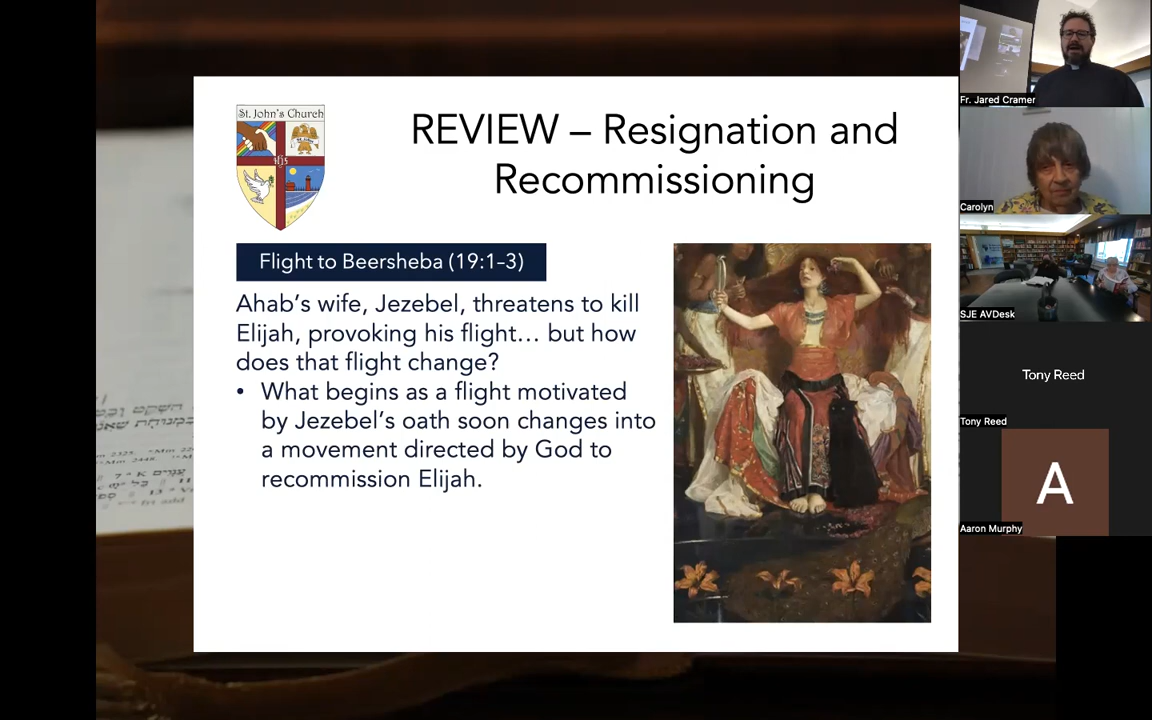 St. John's Church
REVIEW – Resignation and
Recommissioning
Flight to Beersheba (19:1-3)
Ahab's wife, Jezebel, threatens to kill
Elijah, provoking his flight… but how
does that flight change?
• What begins as a flight motivated
by Jezebel's oath soon changes into
a movement directed by God to
recommission Elijah.
Fr. Jared Cramer
Carolyn
SJE AVDesk
Tony Reed
Tony Reed
A
Aaron Murphy